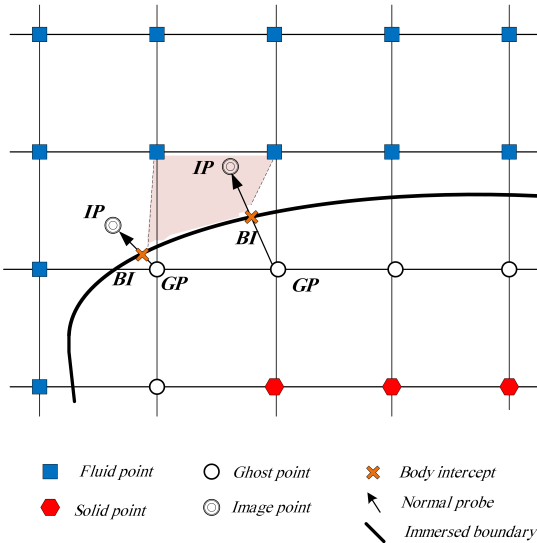 IP
IP
BI
BI
GP
GP
Fluid point
Ghost point
Body intercept
Solid point
Image point
Normal probe
Immersed boundary